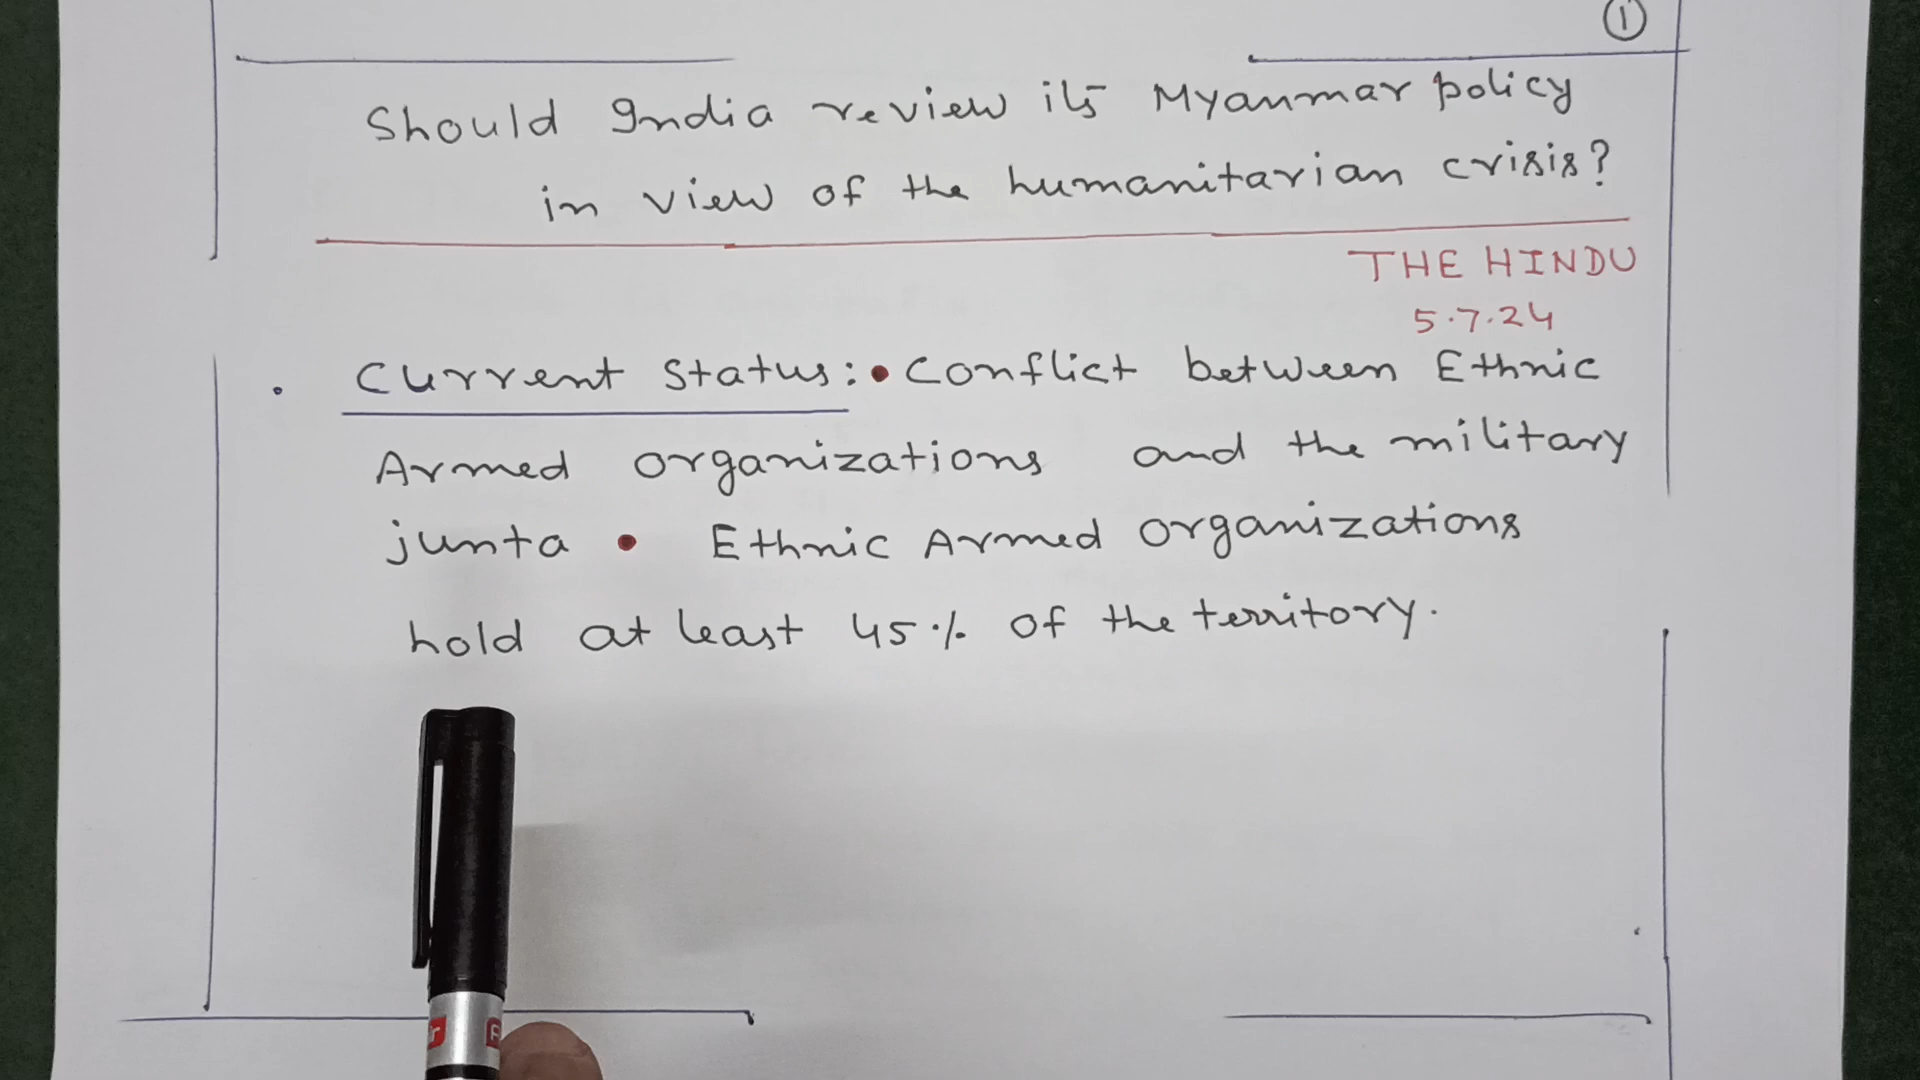 ①
Should India review its Myanmar policy
in view of the humanitarian crisis?
THE HINDU
5.7.24
• Current Status: • Conflict between Ethnic
Armed organizations and the military
junta • Ethnic Armed organizations
hold at least 45% of the territory.